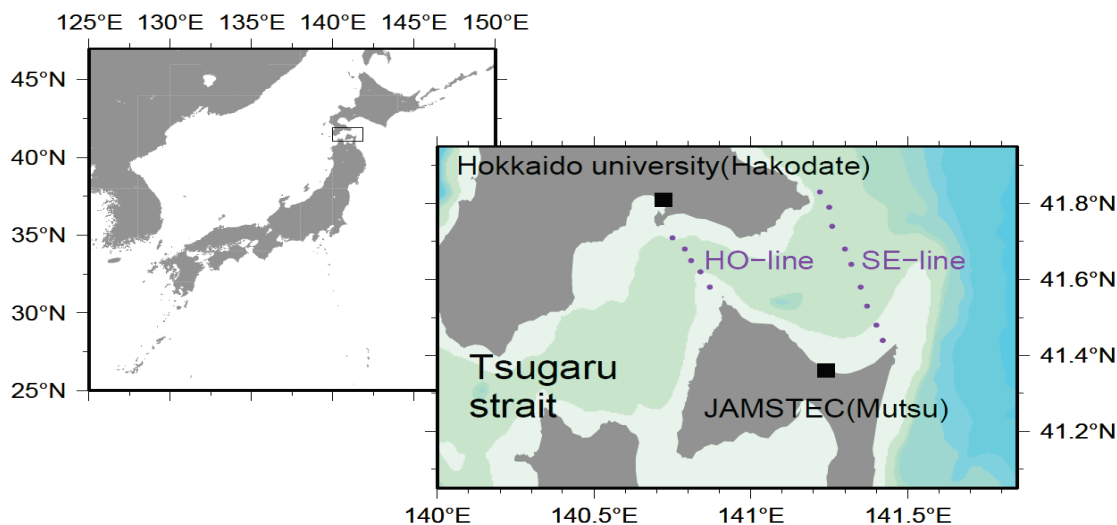 125°E 130°E 135°E 140°E 145°E 150°E
45°N
40°N
35°N
30°N
25°N
Hokkaido university(Hakodate)
41.8°N
HO−line SE−line
41.6°N
41.4°N
Tsugaru
strait
JAMSTEC(Mutsu)
41.2°N
140°E 140.5°E 141°E 141.5°E